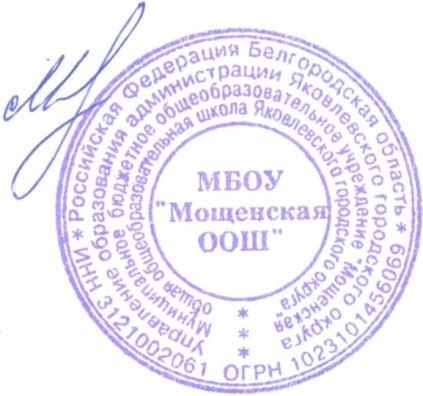 * Российская Федерация Белгородская область *
ИНН 3121002061 ОГРН 1023101456069
Управление образования администрации Яковлевского городского округа
Муниципальное бюджетное общеобразовательное учреждение "Мощенская
основная общеобразовательная школа Яковлевского городского округа"
МБОУ
"Мощенская
ООШ"
* * *